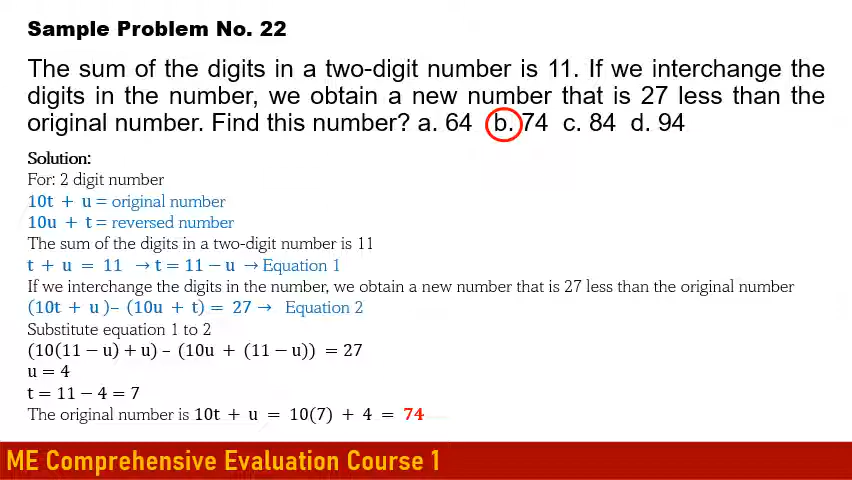 Sample Problem No. 22
The sum of the digits in a two-digit number is 11. If we interchange the
digits in the number, we obtain a new number that is 27 less than the
original number. Find this number? a. 64 b. 74 c. 84 d. 94
Solution:
For: 2 digit number
10t + u = original number
10u + t = reversed number
The sum of the digits in a two-digit number is 11
t + u = 11 → t = 11 – u → Equation 1
If we interchange the digits in the number, we obtain a new number that is 27 less than the original number
(10t + u )– (10u + t) = 27 → Equation 2
Substitute equation 1 to 2
(10(11 – u) + u) – (10u + (11 – u)) = 27
u = 4
t = 11 – 4 = 7
The original number is 10t + u = 10(7) + 4 = 74
ME Comprehensive Evaluation Course 1